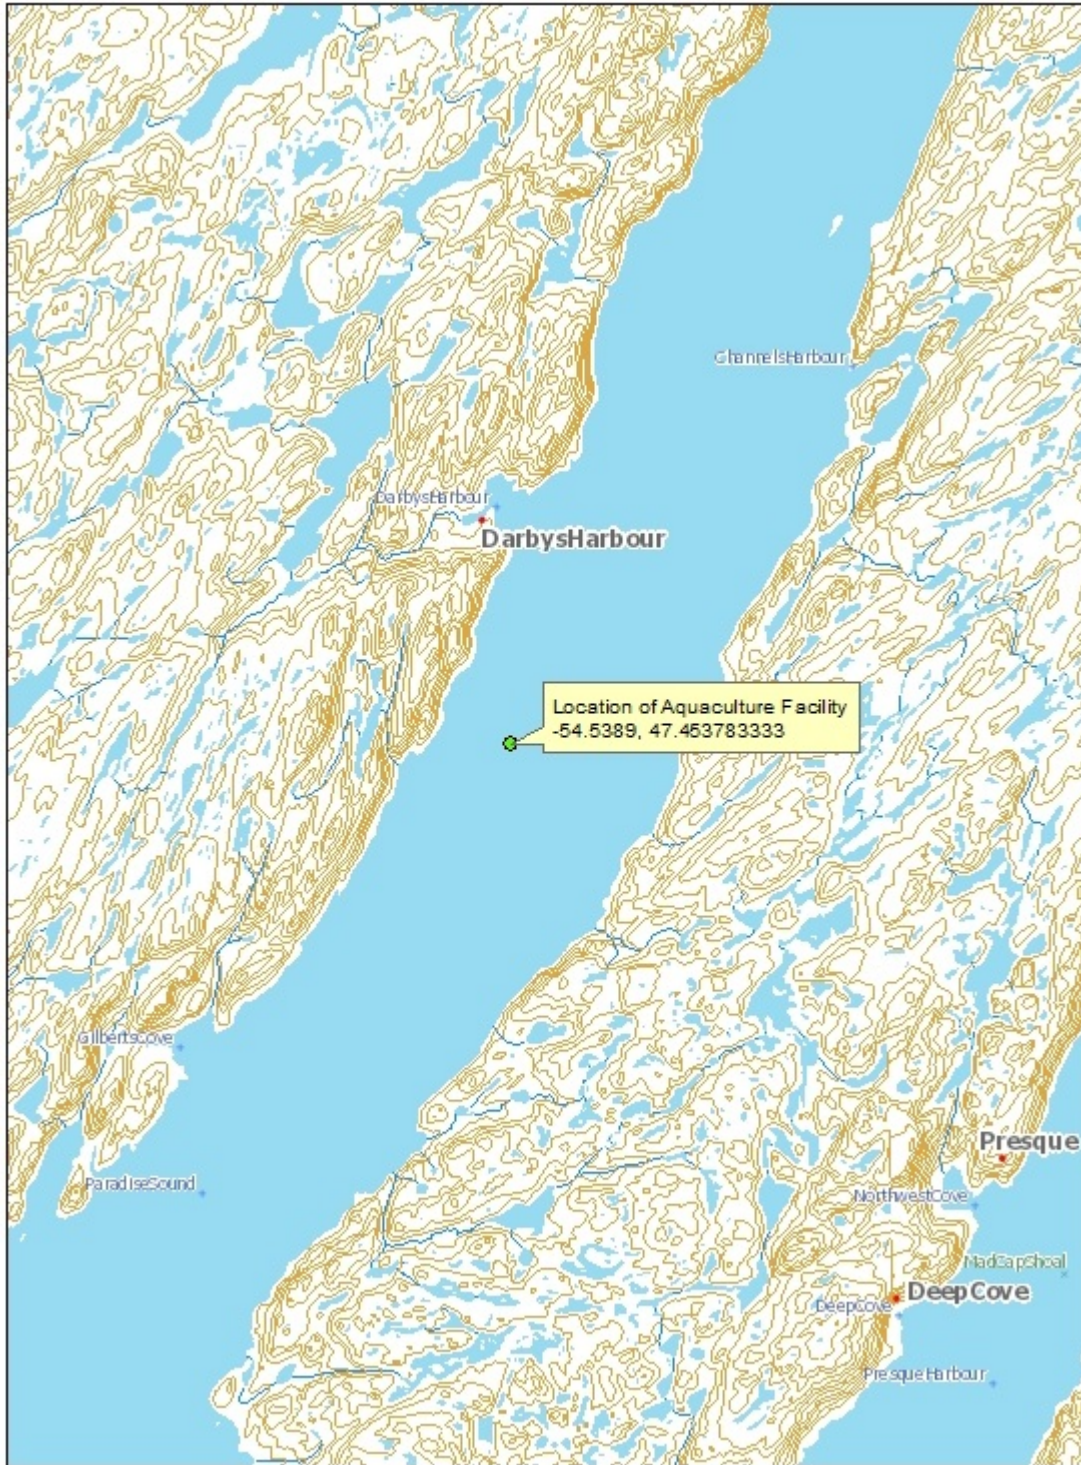 ChannelsHarbour
DarbysHarbour
DarbysHarbour
Location of Aquaculture Facility
-54.5389, 47.453783333
GilbertsCove
Presque
ParadiseSound
NorthwestCove
MadCapShoal
DeepCove
DeepCove
PresqueHarbour